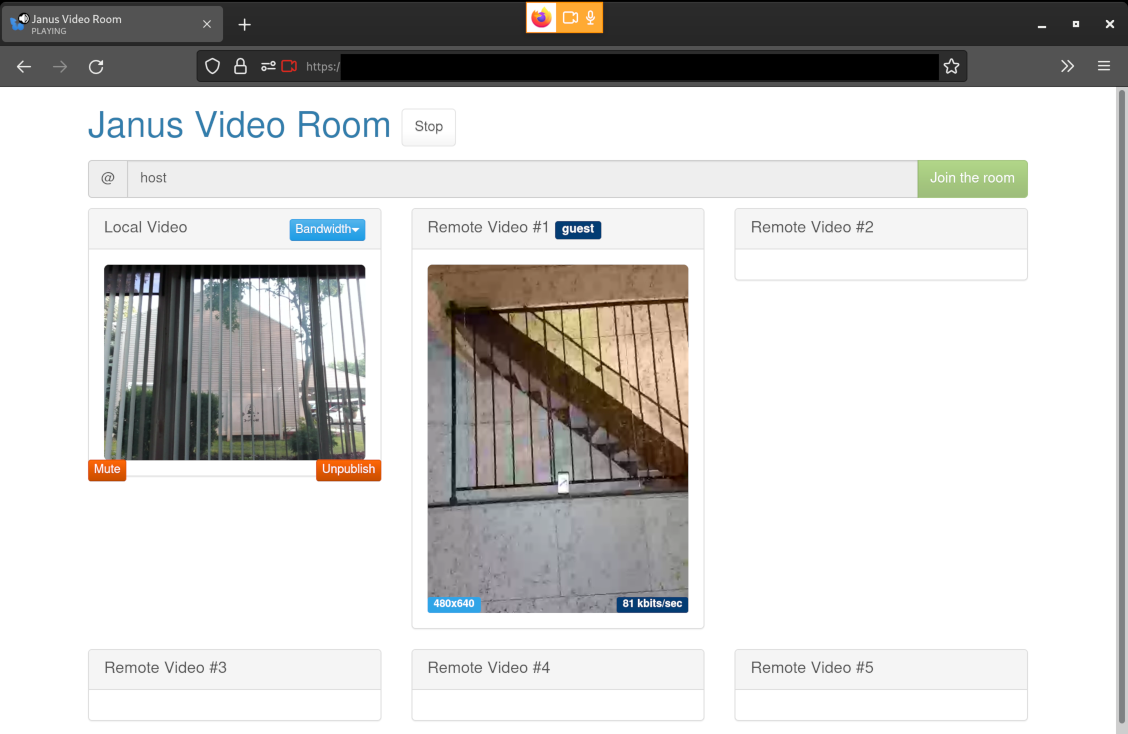 Janus Video Room
PLAYING
https:/
Janus Video Room
Stop
@
host
Join the room
Local Video
Bandwidth
Mute
Unpublish
Remote Video #1
guest
480x640
81 kbits/sec
Remote Video #2
Remote Video #3
Remote Video #4
Remote Video #5